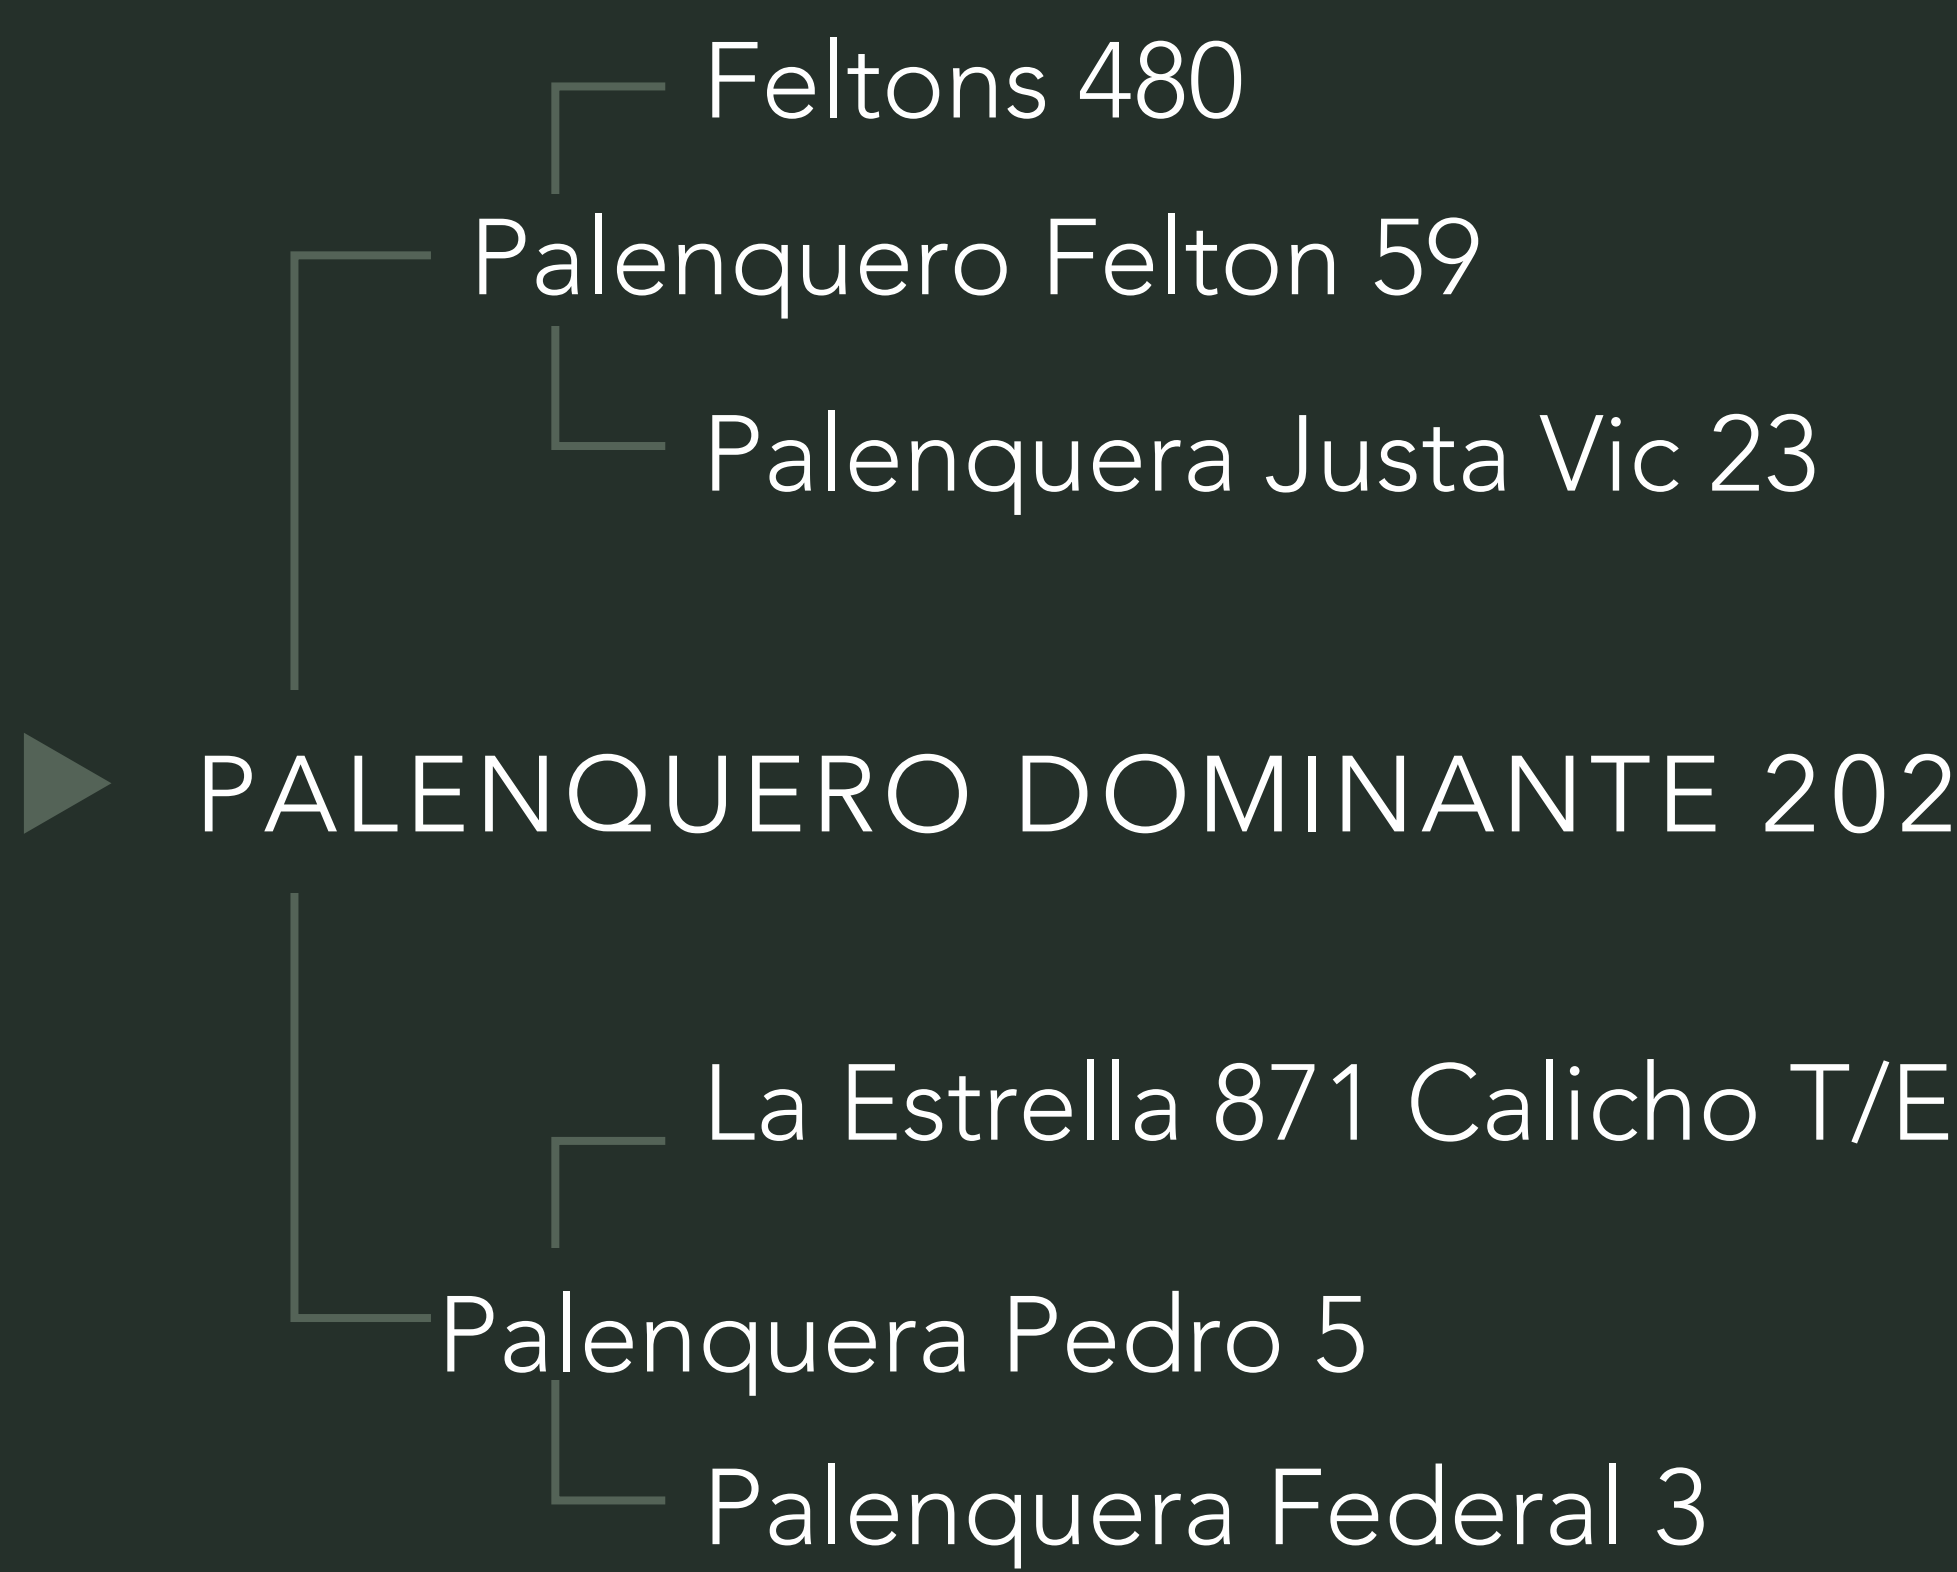 Feltons 480
Palenquero Felton 59
Palenquera Justa Vic 23
PALENQUERO DOMINANTE 202
La Estrella 871 Calicho T/E
Palenquera Pedro 5
Palenquera Federal 3